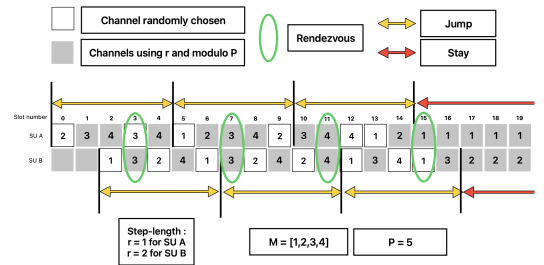 Channel randomly chosen
Channels using r and modulo P
Rendezvous
Jump
Stay
Slot number 0 1 2 3 4 5 6 7 8 9 10 11 12 13 14 15 16 17 18 19
SU A 2 3 4 3 4 1 2 3 4 2 3 4 4 1 2 1 1 1 1 1
SU B 1 3 2 4 1 3 2 4 2 4 1 3 4 1 3 2 2 2
Step-length :
r = 1 for SU A
r = 2 for SU B
M = [1,2,3,4]
P = 5